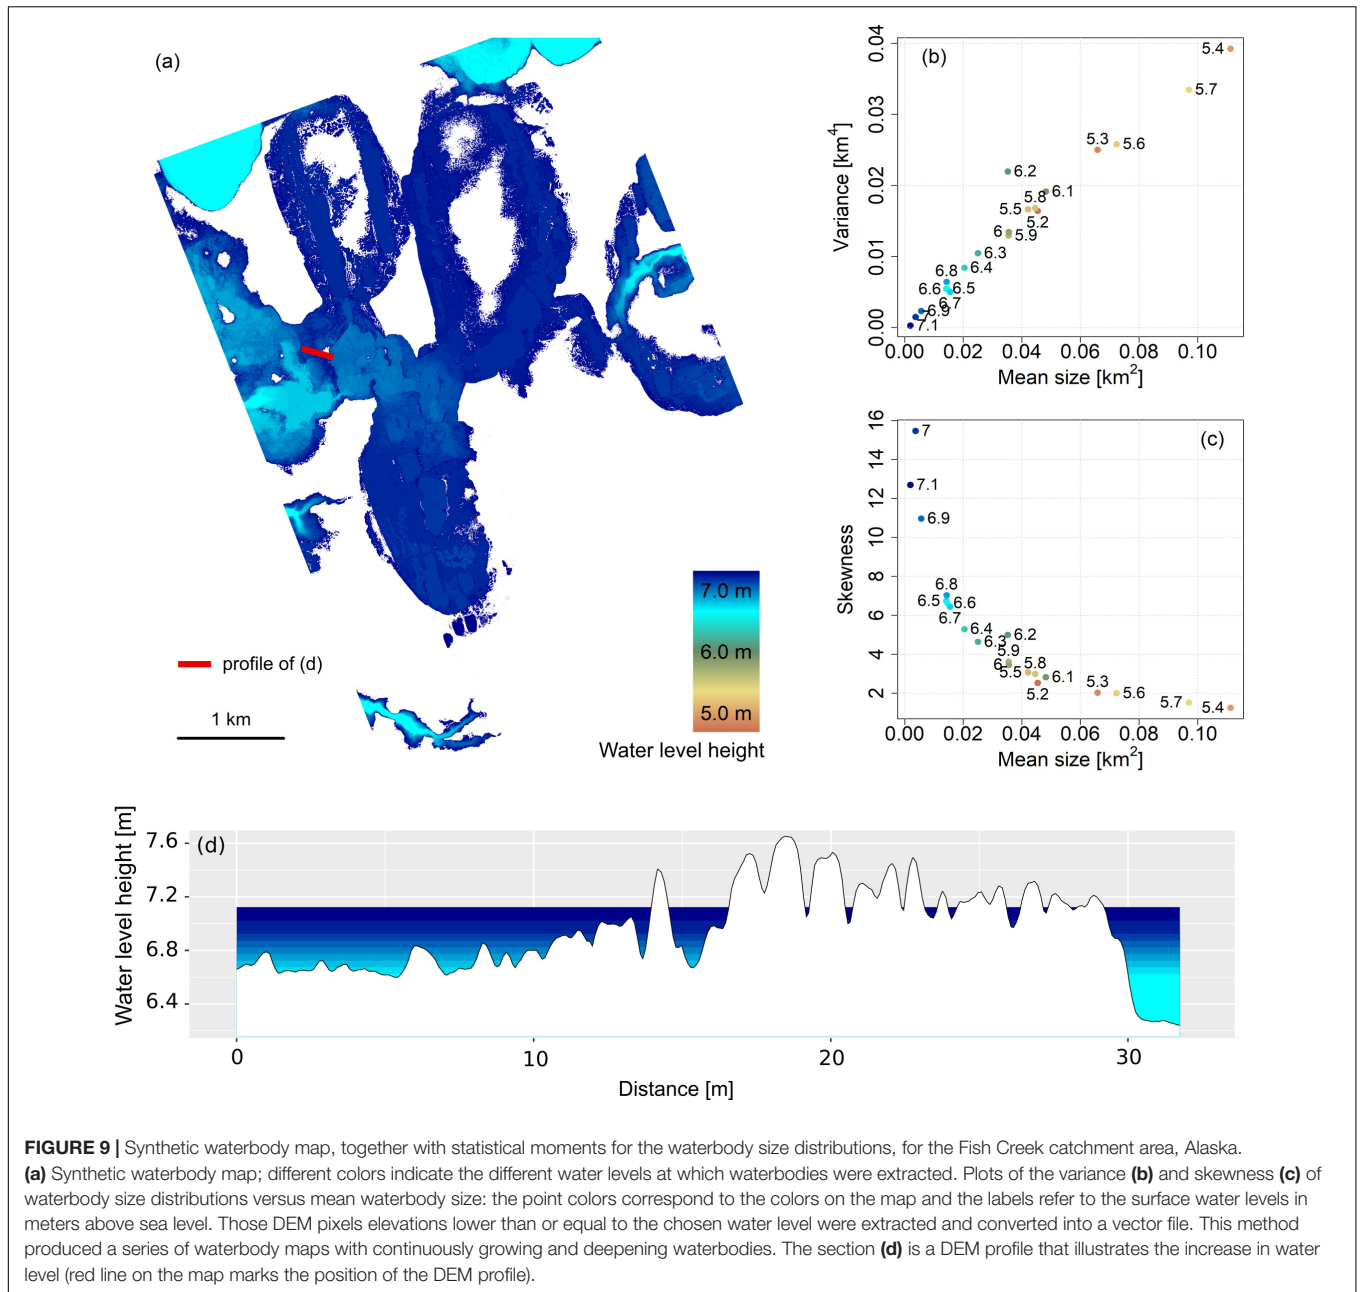 (a)
7.0 m
6.0 m
5.0 m
Water level height
profile of (d)
1 km
(b)
Variance [km⁴]
0.04
0.03
0.02
0.01
0.00
5.4
5.7
5.3
5.6
6.2
6.1
5.8
5.5
5.2
6
5.9
6.3
6.4
6.8
6.6
6.5
6.7
6.9
7
7.1
0.00 0.02 0.04 0.06 0.08 0.10
Mean size [km²]
(c)
Skewness
16
14
12
10
8
6
4
2
7
7.1
6.9
6.8
6.5
6.6
6.7
6.4
6.3
6.2
5.9
6
5.8
5.5
6.1
5.2
5.3
5.6
5.7
5.4
0.00 0.02 0.04 0.06 0.08 0.10
Mean size [km²]
(d)
Water level height [m]
7.6
7.2
6.8
6.4
0 10 20 30
Distance [m]
FIGURE 9 | Synthetic waterbody map, together with statistical moments for the waterbody size distributions, for the Fish Creek catchment area, Alaska.
(a) Synthetic waterbody map; different colors indicate the different water levels at which waterbodies were extracted. Plots of the variance (b) and skewness (c) of
waterbody size distributions versus mean waterbody size: the point colors correspond to the colors on the map and the labels refer to the surface water levels in
meters above sea level. Those DEM pixels elevations lower than or equal to the chosen water level were extracted and converted into a vector file. This method
produced a series of waterbody maps with continuously growing and deepening waterbodies. The section (d) is a DEM profile that illustrates the increase in water
level (red line on the map marks the position of the DEM profile).